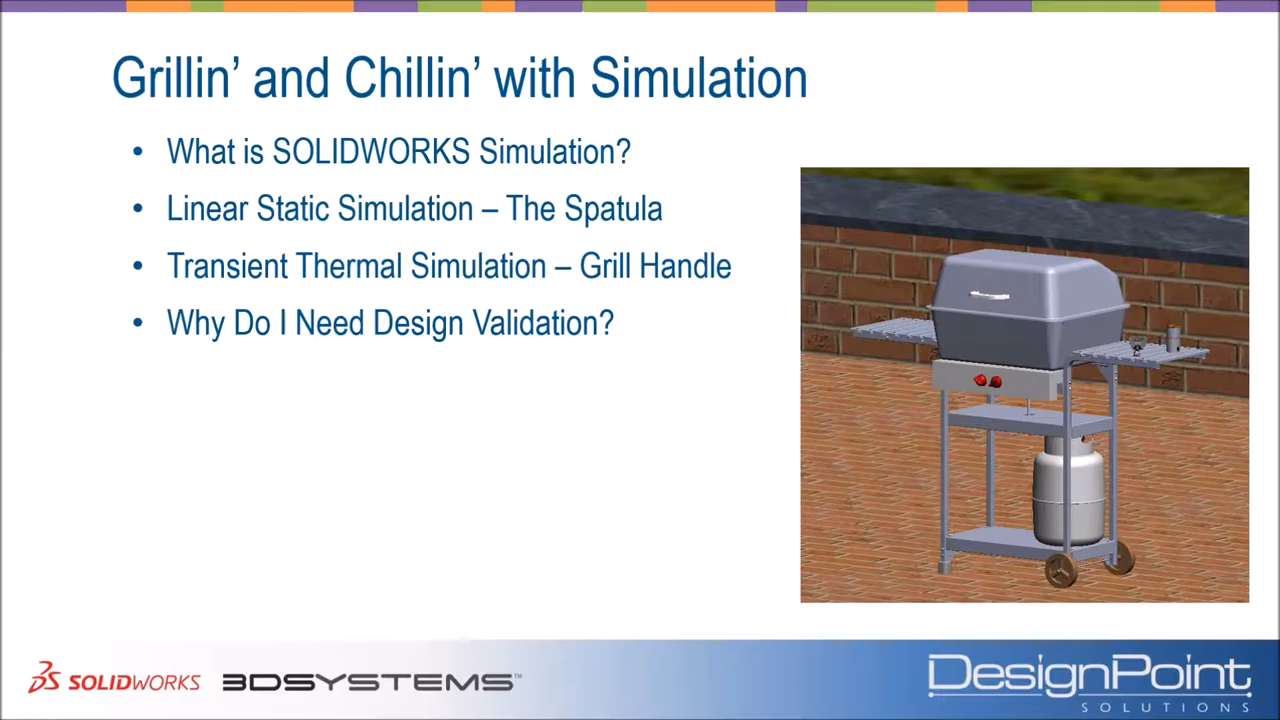 Grillin’ and Chillin’ with Simulation
• What is SOLIDWORKS Simulation?
• Linear Static Simulation – The Spatula
• Transient Thermal Simulation – Grill Handle
• Why Do I Need Design Validation?
SOLIDWORKS
3DSYSTEMS™
DesignPoint
SOLUTIONS